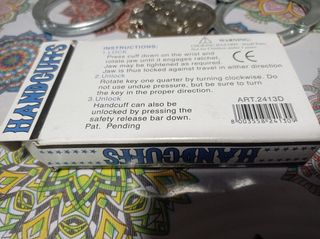 HANDCUFFS
INSTRUCTIONS:
1.Lock
Press cuff down on the wrist and
rotate jaw until it engages ratchet.
Jaw may be tightened as required.
Jaw is thus locked against travel in either direction.
2.Unlock
Rotate key one quarter by turning clockwise. Do
not use undue pressure, but be sure to turn
the key in the proper direction.
3.Unlock
Handcuff can also be
unlocked by pressing the
safety release bar down.
Pat. Pending
CE
ART.2413D
HANDCUFFS